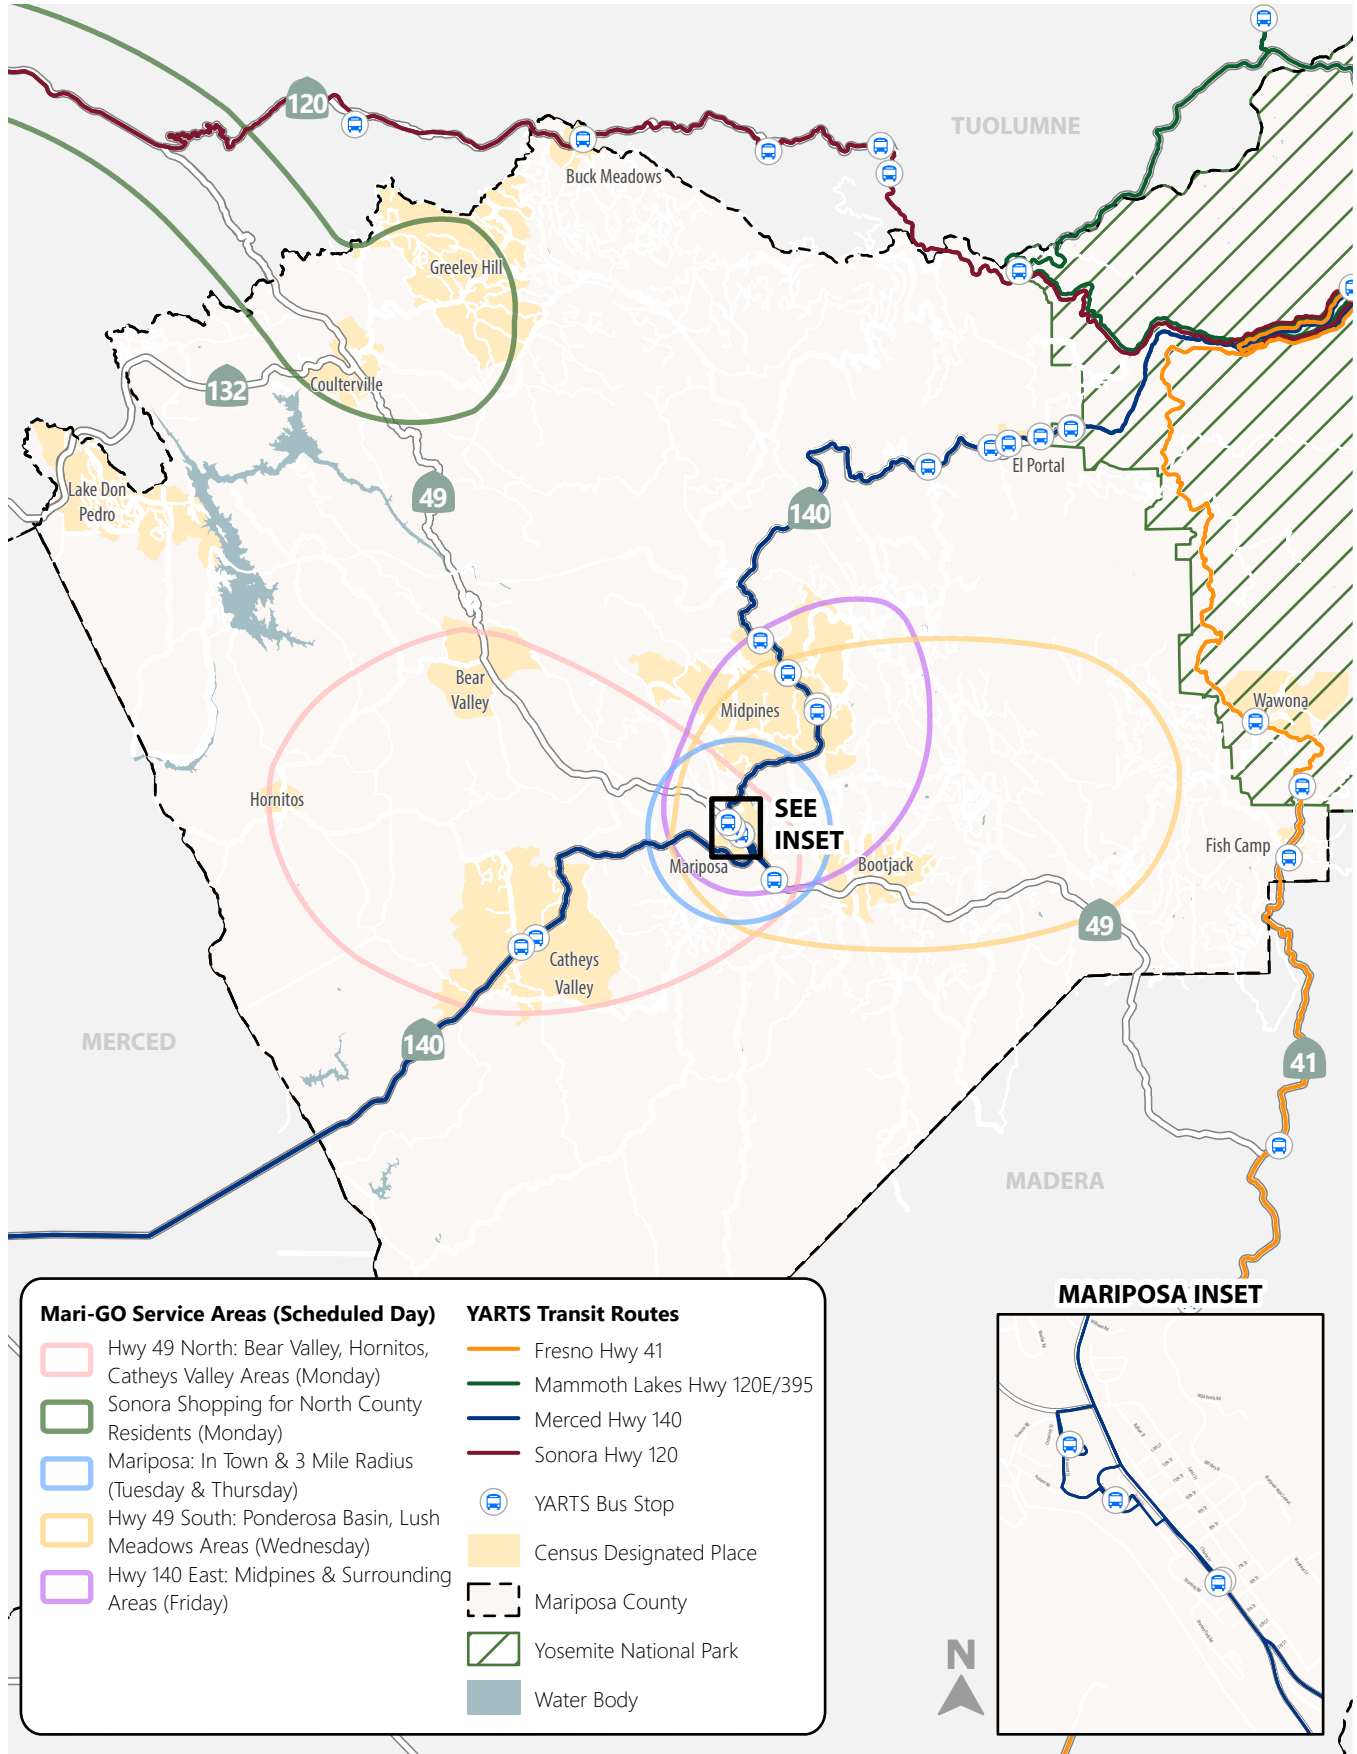 120
TUOLUMNE
Buck Meadows
Greeley Hill
132
Coulterville
49
Lake Don
Pedro
El Portal
140
Bear
Valley
Midpines
Wawona
Hornitos
SEE
INSET
Mariposa
Bootjack
Fish Camp
49
Catheys
Valley
MERCED
140
41
MADERA
Mari-GO Service Areas (Scheduled Day)
Hwy 49 North: Bear Valley, Hornitos,
Catheys Valley Areas (Monday)
Sonora Shopping for North County
Residents (Monday)
Mariposa: In Town & 3 Mile Radius
(Tuesday & Thursday)
Hwy 49 South: Ponderosa Basin, Lush
Meadows Areas (Wednesday)
Hwy 140 East: Midpines & Surrounding
Areas (Friday)
YARTS Transit Routes
Fresno Hwy 41
Mammoth Lakes Hwy 120E/395
Merced Hwy 140
Sonora Hwy 120
YARTS Bus Stop
Census Designated Place
Mariposa County
Yosemite National Park
Water Body
N
MARIPOSA INSET